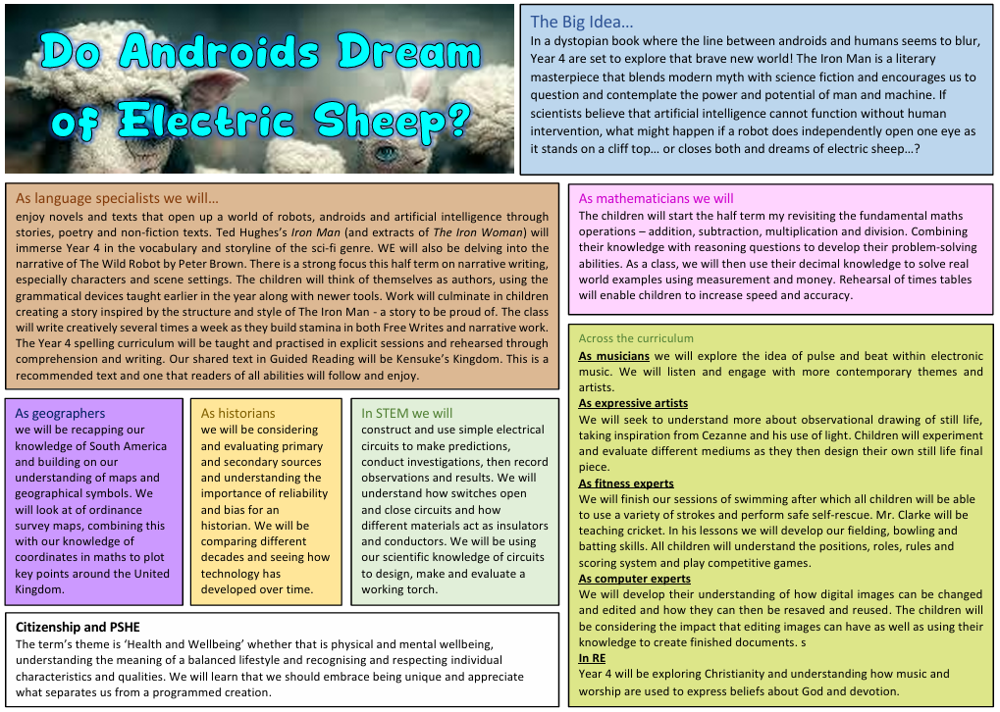 Do Androids Dream
of Electric Sheep?
The Big Idea…
In a dystopian book where the line between androids and humans seems to blur,
Year 4 are set to explore that brave new world! The Iron Man is a literary
masterpiece that blends modern myth with science fiction and encourages us to
question and contemplate the power and potential of man and machine. If
scientists believe that artificial intelligence cannot function without human
intervention, what might happen if a robot does independently open one eye as
it stands on a cliff top… or closes both and dreams of electric sheep…?
As language specialists we will…
enjoy novels and texts that open up a world of robots, androids and artificial intelligence through
stories, poetry and non-fiction texts. Ted Hughes's Iron Man (and extracts of The Iron Woman) will
immerse Year 4 in the vocabulary and storyline of the sci-fi genre. WE will also be delving into the
narrative of The Wild Robot by Peter Brown. There is a strong focus this half term on narrative writing,
especially characters and scene settings. The children will think of themselves as authors, using the
grammatical devices taught earlier in the year along with newer tools. Work will culminate in children
creating a story inspired by the structure and style of The Iron Man - a story to be proud of. The class
will write creatively several times a week as they build stamina in both Free Writes and narrative work.
The Year 4 spelling curriculum will be taught and practised in explicit sessions and rehearsed through
comprehension and writing. Our shared text in Guided Reading will be Kensuke's Kingdom. This is a
recommended text and one that readers of all abilities will follow and enjoy.
As mathematicians we will
The children will start the half term my revisiting the fundamental maths
operations – addition, subtraction, multiplication and division. Combining
their knowledge with reasoning questions to develop their problem-solving
abilities. As a class, we will then use their decimal knowledge to solve real
world examples using measurement and money. Rehearsal of times tables
will enable children to increase speed and accuracy.
As geographers
we will be recapping our
knowledge of South America
and building on our
understanding of maps and
geographical symbols. We
will look at of ordinance
survey maps, combining this
with our knowledge of
coordinates in maths to plot
key points around the United
Kingdom.
As historians
we will be considering
and evaluating primary
and secondary sources
and understanding the
importance of reliability
and bias for an
historian. We will be
comparing different
decades and seeing how
technology has
developed over time.
In STEM we will
construct and use simple electrical
circuits to make predictions,
conduct investigations, then record
observations and results. We will
understand how switches open
and close circuits and how
different materials act as insulators
and conductors. We will be using
our scientific knowledge of circuits
to design, make and evaluate a
working torch.
Across the curriculum
As musicians we will explore the idea of pulse and beat within electronic
music. We will listen and engage with more contemporary themes and
artists.
As expressive artists
We will seek to understand more about observational drawing of still life,
taking inspiration from Cezanne and his use of light. Children will experiment
and evaluate different mediums as they then design their own still life final
piece.
As fitness experts
We will finish our sessions of swimming after which all children will be able
to use a variety of strokes and perform safe self-rescue. Mr. Clarke will be
teaching cricket. In his lessons we will develop our fielding, bowling and
batting skills. All children will understand the positions, roles, rules and
scoring system and play competitive games.
As computer experts
We will develop their understanding of how digital images can be changed
and edited and how they can then be resaved and reused. The children will
be considering the impact that editing images can have as well as using their
knowledge to create finished documents. s
In RE
Year 4 will be exploring Christianity and understanding how music and
worship are used to express beliefs about God and devotion.
Citizenship and PSHE
The term's theme is 'Health and Wellbeing' whether that is physical and mental wellbeing,
understanding the meaning of a balanced lifestyle and recognising and respecting individual
characteristics and qualities. We will learn that we should embrace being unique and appreciate
what separates us from a programmed creation.